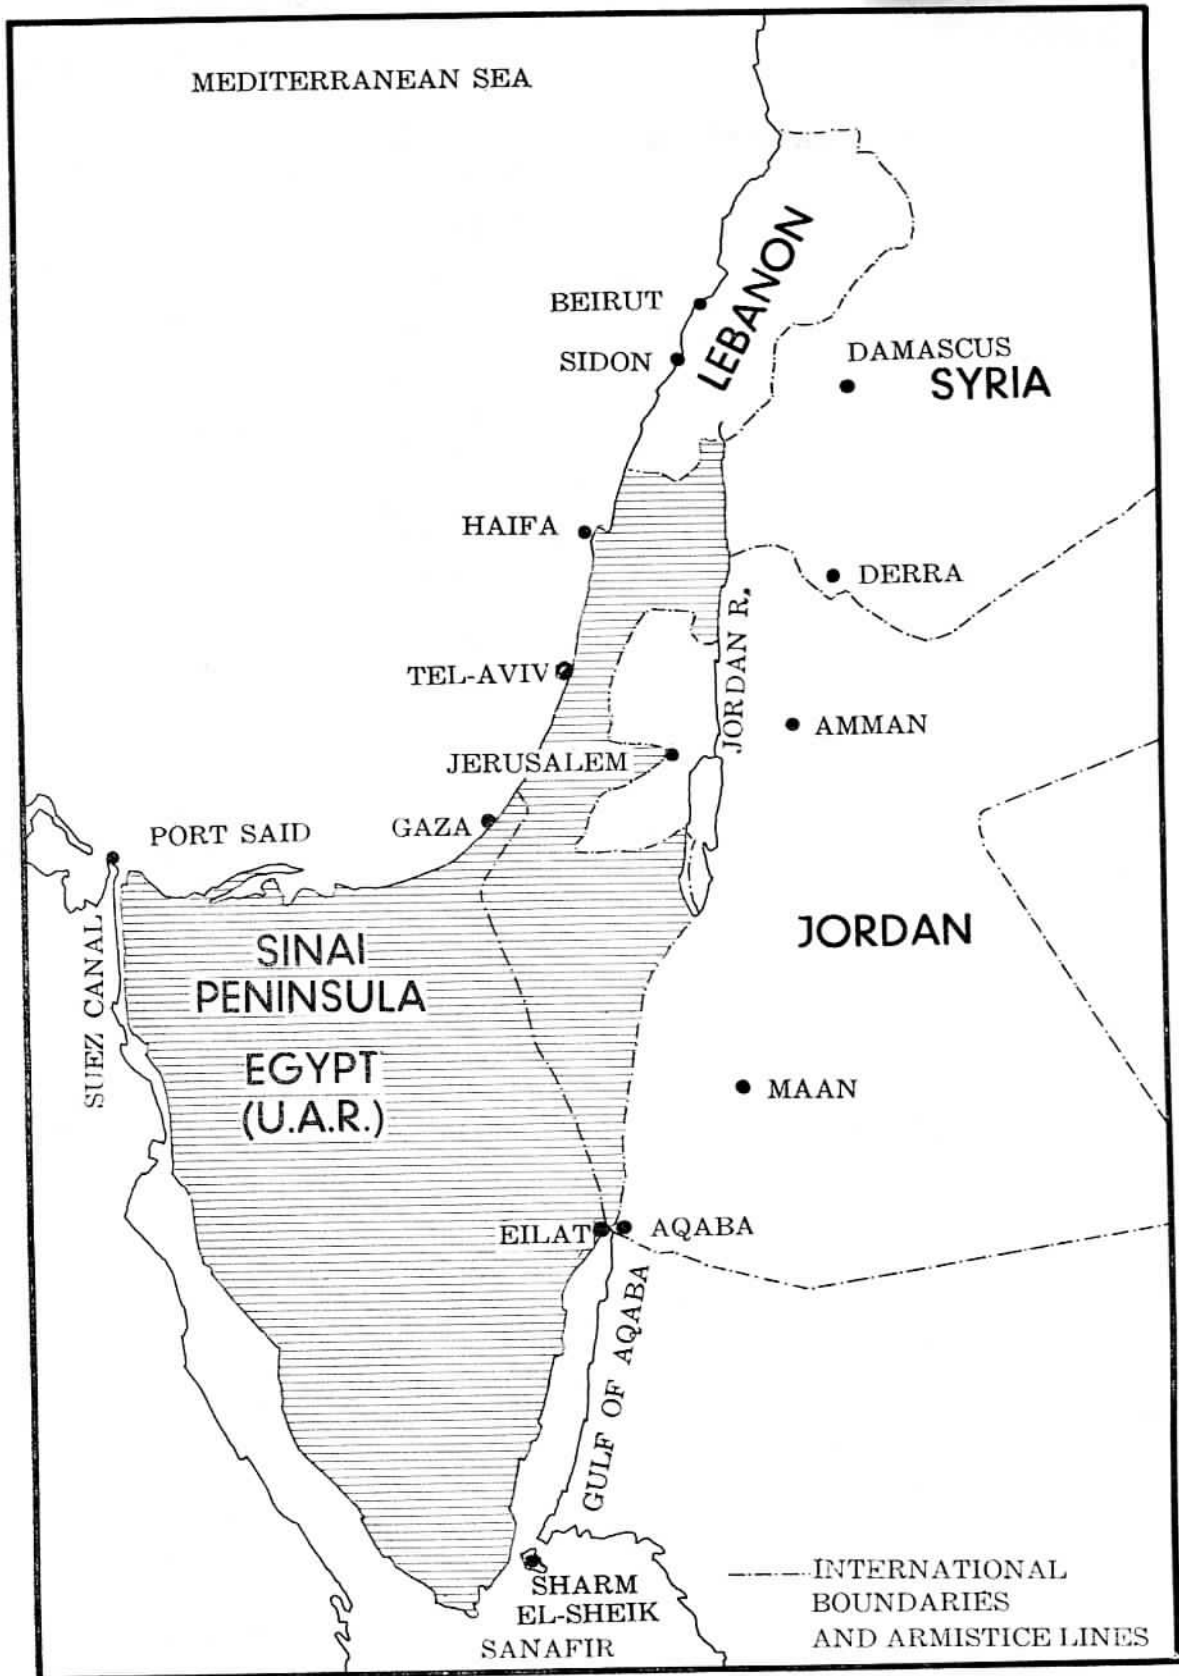 MEDITERRANEAN SEA
LEBANON
BEIRUT
SIDON
DAMASCUS
SYRIA
HAIFA
DERRA
JORDAN R.
TEL-AVIV
AMMAN
JERUSALEM
GAZA
PORT SAID
SUEZ CANAL
SINAI
PENINSULA
EGYPT
(U.A.R.)
JORDAN
MAAN
EILAT
AQABA
GULF OF AQABA
SHARM
EL-SHEIK
SANAFIR
INTERNATIONAL
BOUNDARIES
AND ARMISTICE LINES